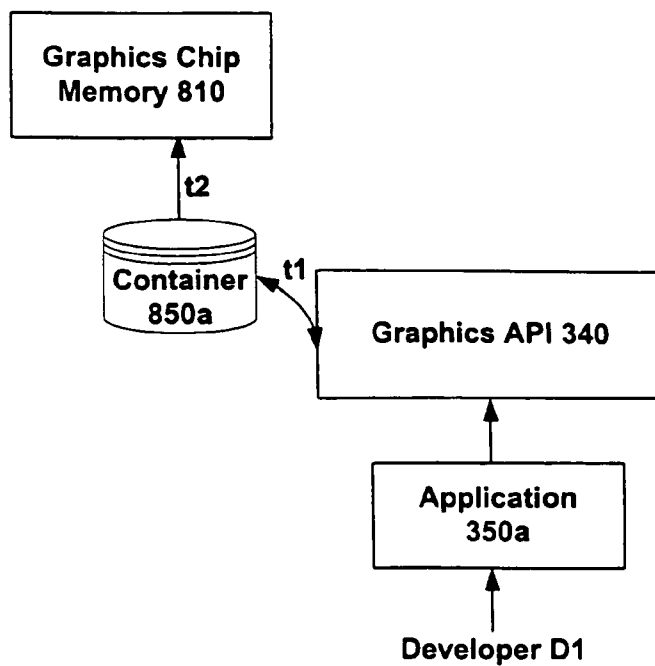 Graphics Chip
Memory 810
t2
Container
850a
t1
Graphics API 340
Application
350a
Developer D1